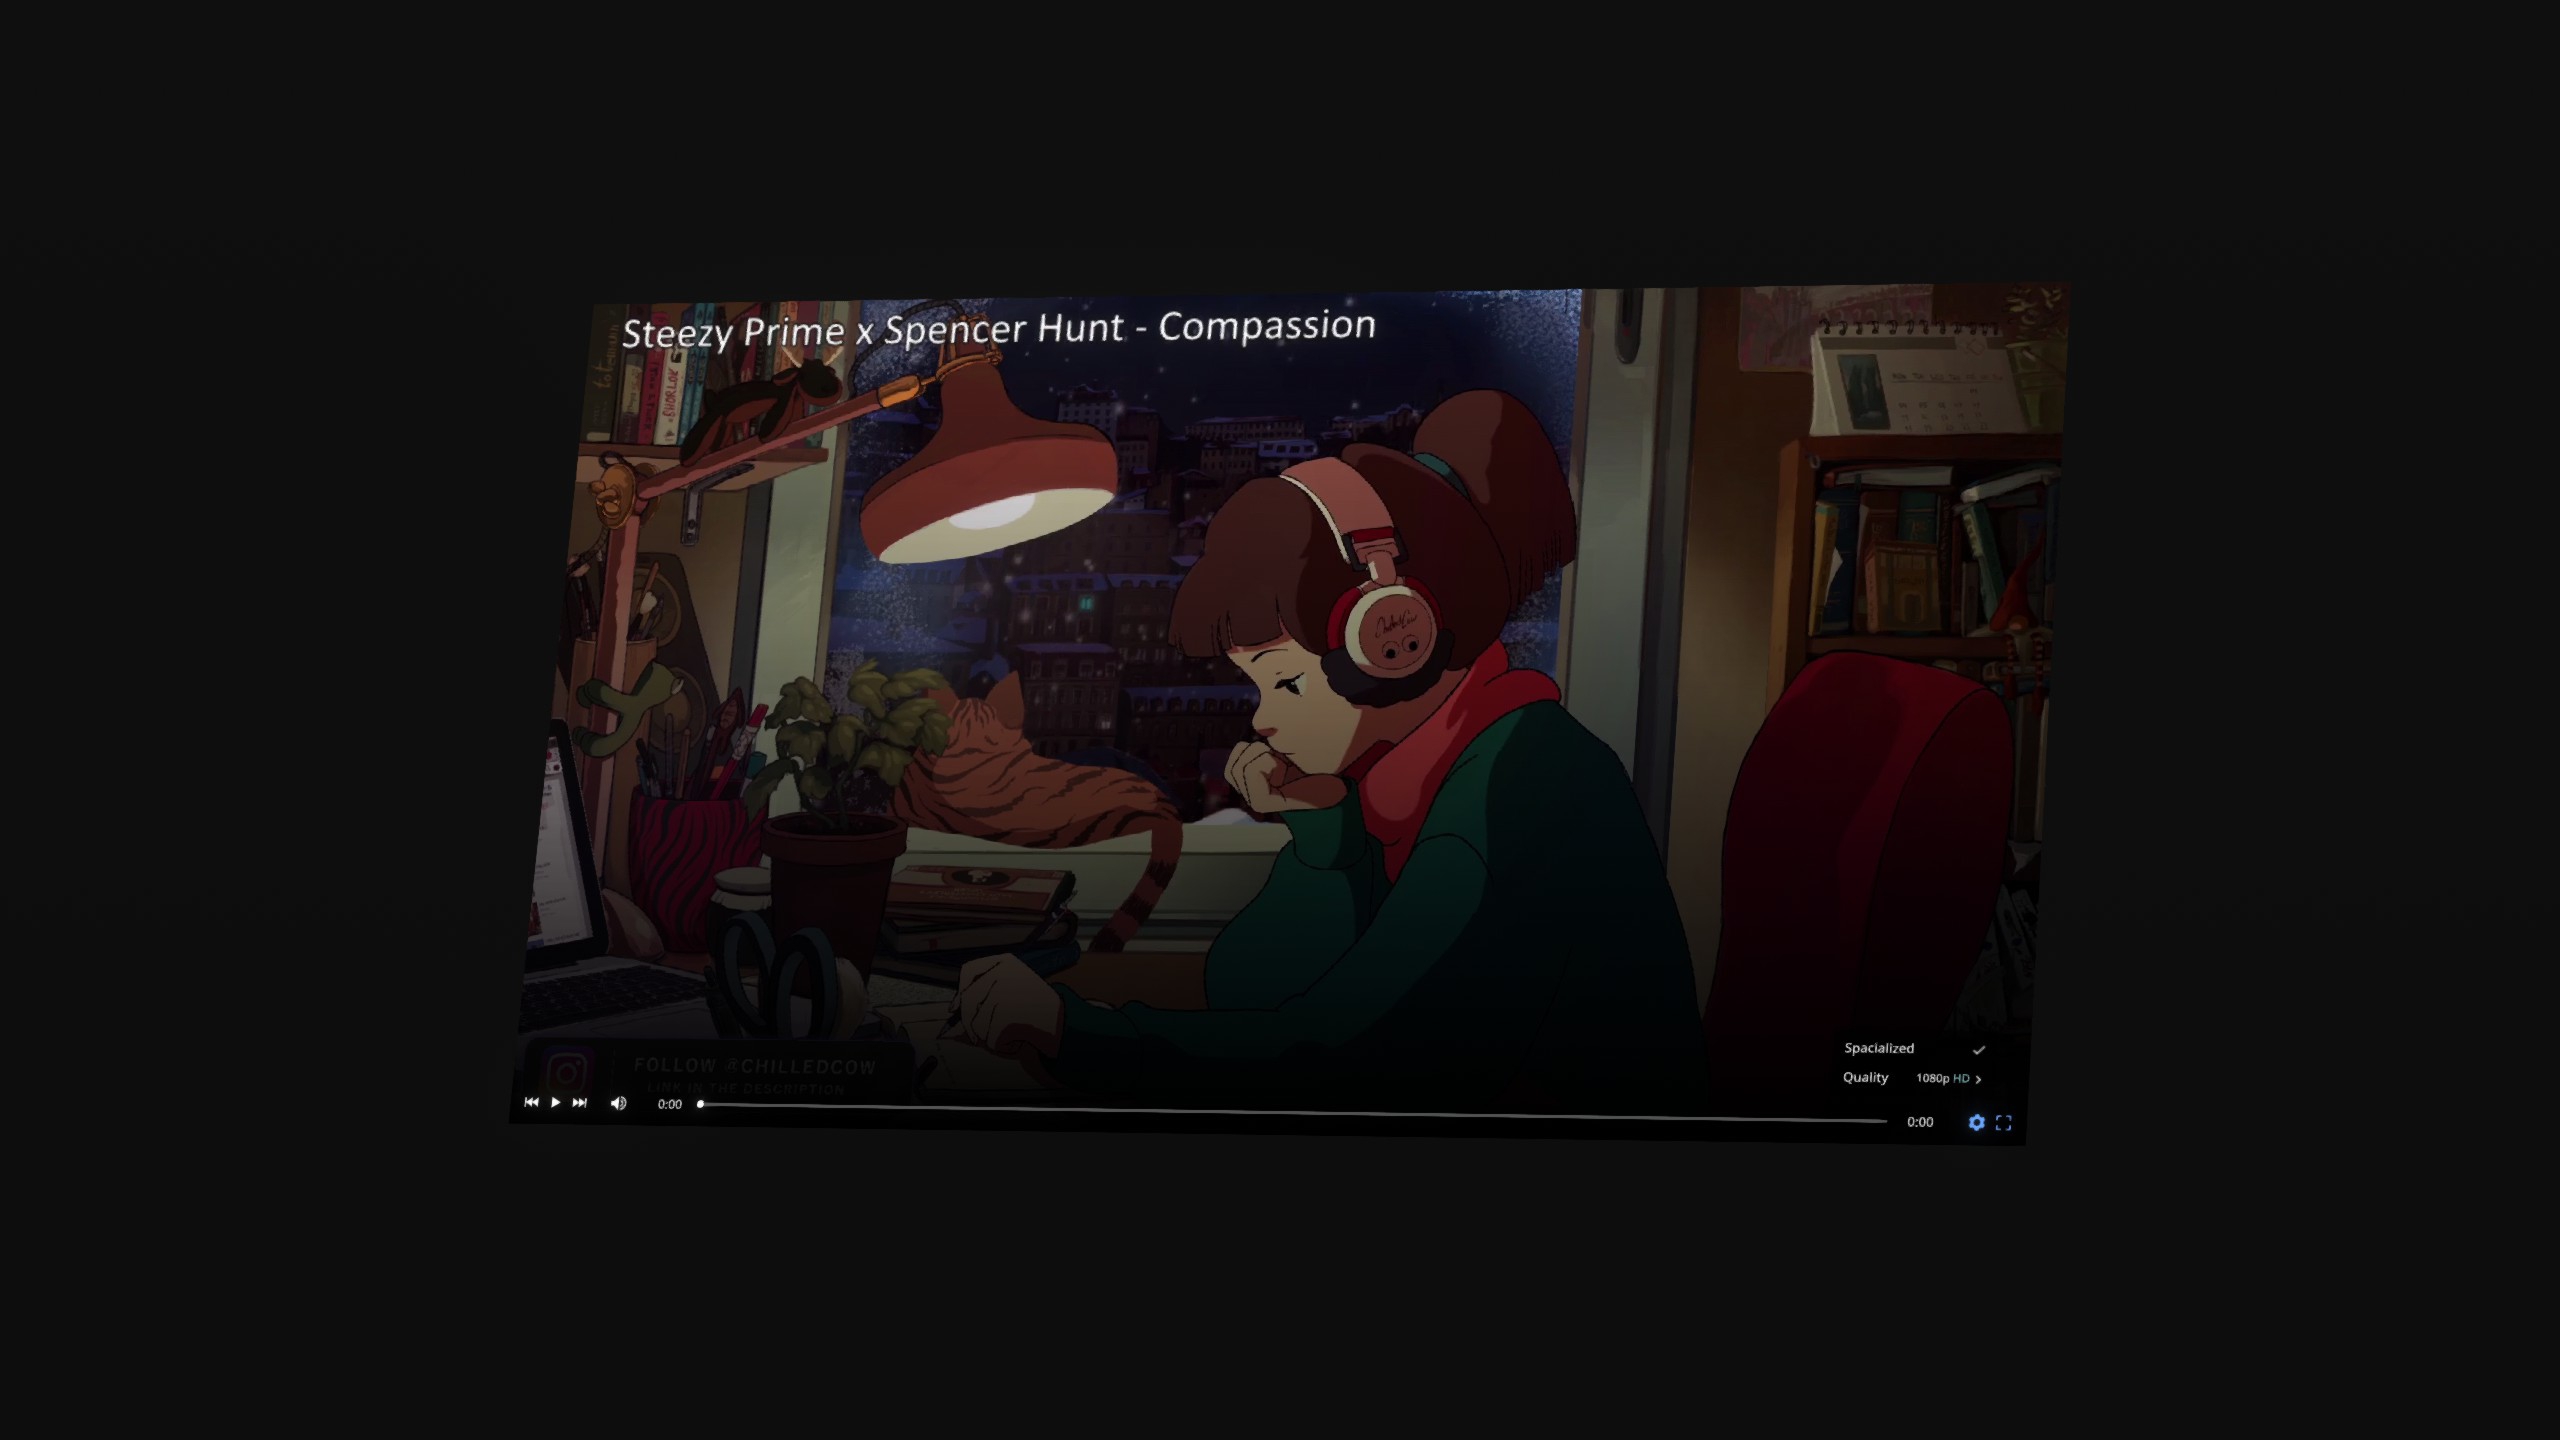 Steezy Prime x Spencer Hunt - Compassion
SHORLOK
FOLLOW @CHILLEDCOW
LINK IN THE DESCRIPTION
Spacialized
Quality 1080p HD
0:00
0:00